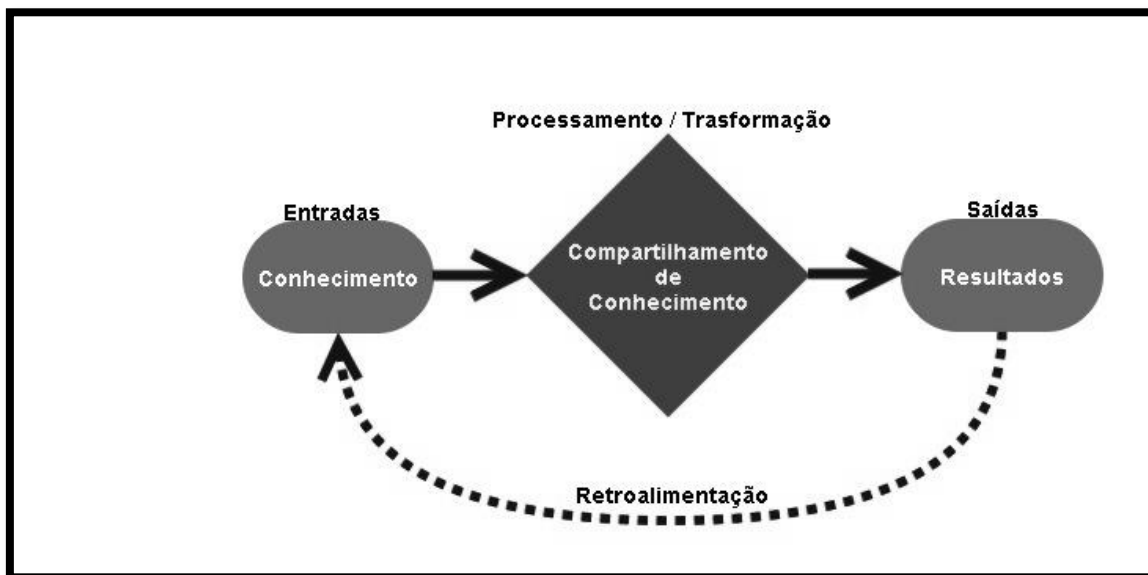 Processamento / Trasformação
Entradas
Saídas
Conhecimento
Compartilhamento
de
Conhecimento
Resultados
Retroalimentação